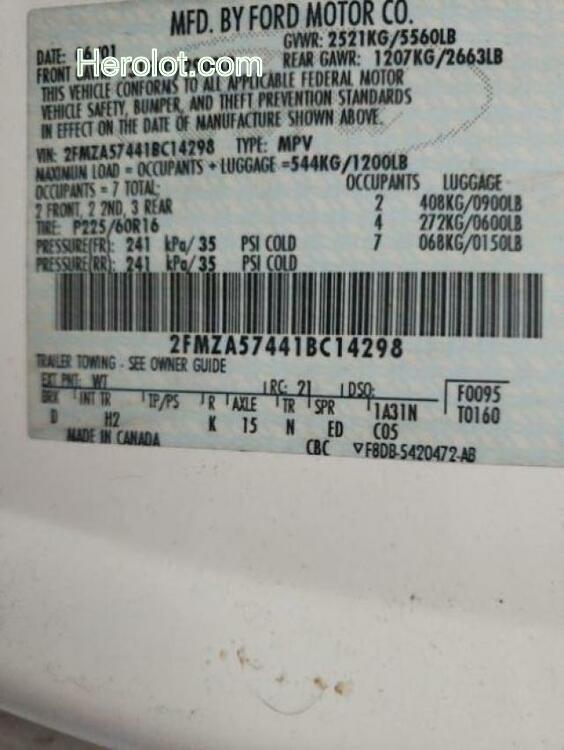 MFD. BY FORD MOTOR CO.
DATE: 01
GVWR: 2521KG/5560LB
FRONT
REAR GAWR: 1207KG/2663LB
Herolot.com
THIS VEHICLE CONFORMS TO ALL APPLICABLE FEDERAL MOTOR
VEHICLE SAFETY, BUMPER, AND THEFT PREVENTION STANDARDS
IN EFFECT ON THE DATE OF MANUFACTURE SHOWN ABOVE.
VIN: 2FMZA57441BC14298 TYPE: MPV
MAXIMUM LOAD = OCCUPANTS + LUGGAGE =544KG/1200LB
OCCUPANTS = 7 TOTAL: OCCUPANTS LUGGAGE
2 FRONT, 2 2ND, 3 REAR 2 408KG/0900LB
TIRE: P225/60R16 4 272KG/0600LB
PRESSURE(FR): 241 kPa/35 PSI COLD 7 068KG/0150LB
PRESSURE(RR): 241 kPa/35 PSI COLD
2FMZA57441BC14298
TRAILER TOWING - SEE OWNER GUIDE
EXT PNT: WT RC: 21 DSO: F0095
BRK INT TR TP/PS R AXLE TR SPR 1A31N T0160
D H2 K 15 N ED C05
MADE IN CANADA CBC ▽F8DB-5420472-AB